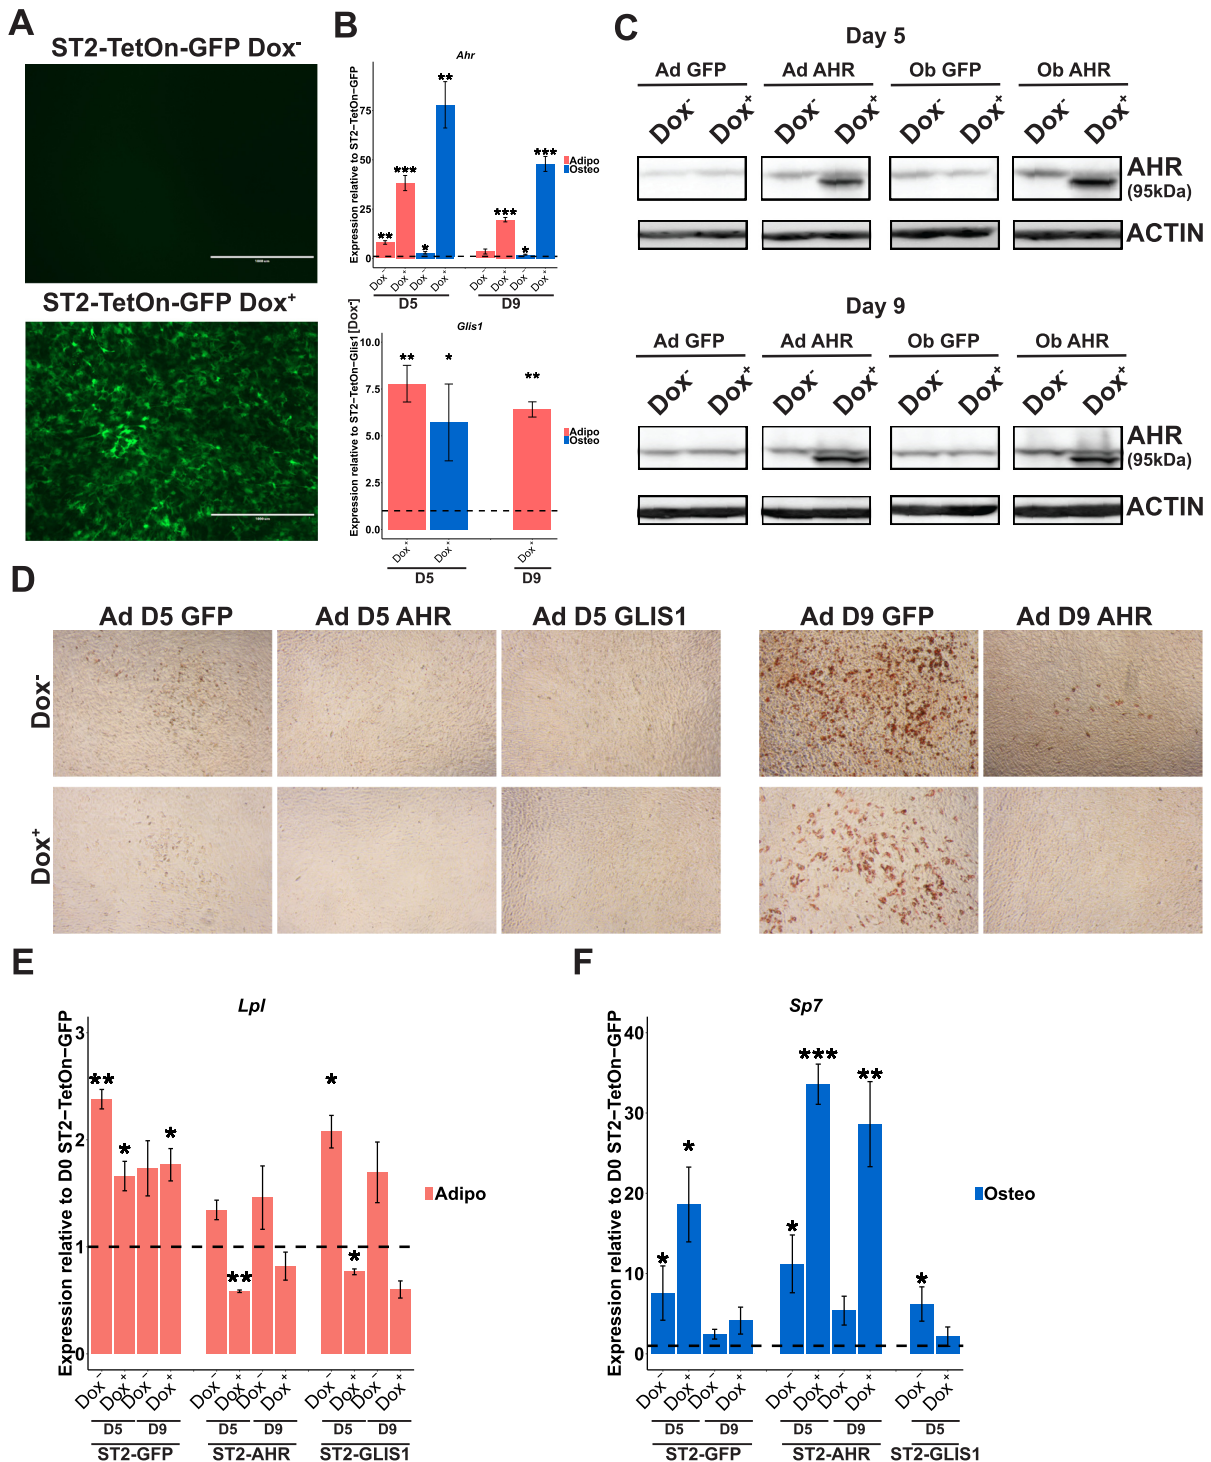 A
ST2-TetOn-GFP Dox⁻
ST2-TetOn-GFP Dox⁺
B
Ahr
Expression relative to ST2−TetOn−GFP
75
50
25
0
** *** * ** *** * ***
Adipo
Osteo
Dox⁻ Dox⁺ Dox⁻ Dox⁺ Dox⁻ Dox⁺ Dox⁻ Dox⁺
D5 D9
Glis1
Expression relative to ST2−TetOn−Glis1[Dox⁻]
10.0
7.5
5.0
2.5
0.0
** * **
Adipo
Osteo
Dox⁺ Dox⁺ Dox⁺
D5 D9
C
Day 5
Ad GFP Ad AHR Ob GFP Ob AHR
Dox⁻ Dox⁺ Dox⁻ Dox⁺ Dox⁻ Dox⁺ Dox⁻ Dox⁺
AHR
(95kDa)
ACTIN
Day 9
Ad GFP Ad AHR Ob GFP Ob AHR
Dox⁻ Dox⁺ Dox⁻ Dox⁺ Dox⁻ Dox⁺ Dox⁻ Dox⁺
AHR
(95kDa)
ACTIN
D
Ad D5 GFP Ad D5 AHR Ad D5 GLIS1 Ad D9 GFP Ad D9 AHR
Dox⁻
Dox⁺
E
Lpl
Expression relative to D0 ST2−TetOn−GFP
3
2
1
0
** * * ** * *
Adipo
Dox⁻ Dox⁺ Dox⁻ Dox⁺ Dox⁻ Dox⁺ Dox⁻ Dox⁺ Dox⁻ Dox⁺ Dox⁻ Dox⁺
D5 D9 D5 D9 D5 D9
ST2-GFP ST2-AHR ST2-GLIS1
F
Sp7
Expression relative to D0 ST2−TetOn−GFP
40
30
20
10
0
* * * *** ** *
Osteo
Dox⁻ Dox⁺ Dox⁻ Dox⁺ Dox⁻ Dox⁺ Dox⁻ Dox⁺ Dox⁻ Dox⁺
D5 D9 D5 D9 D5
ST2-GFP ST2-AHR ST2-GLIS1